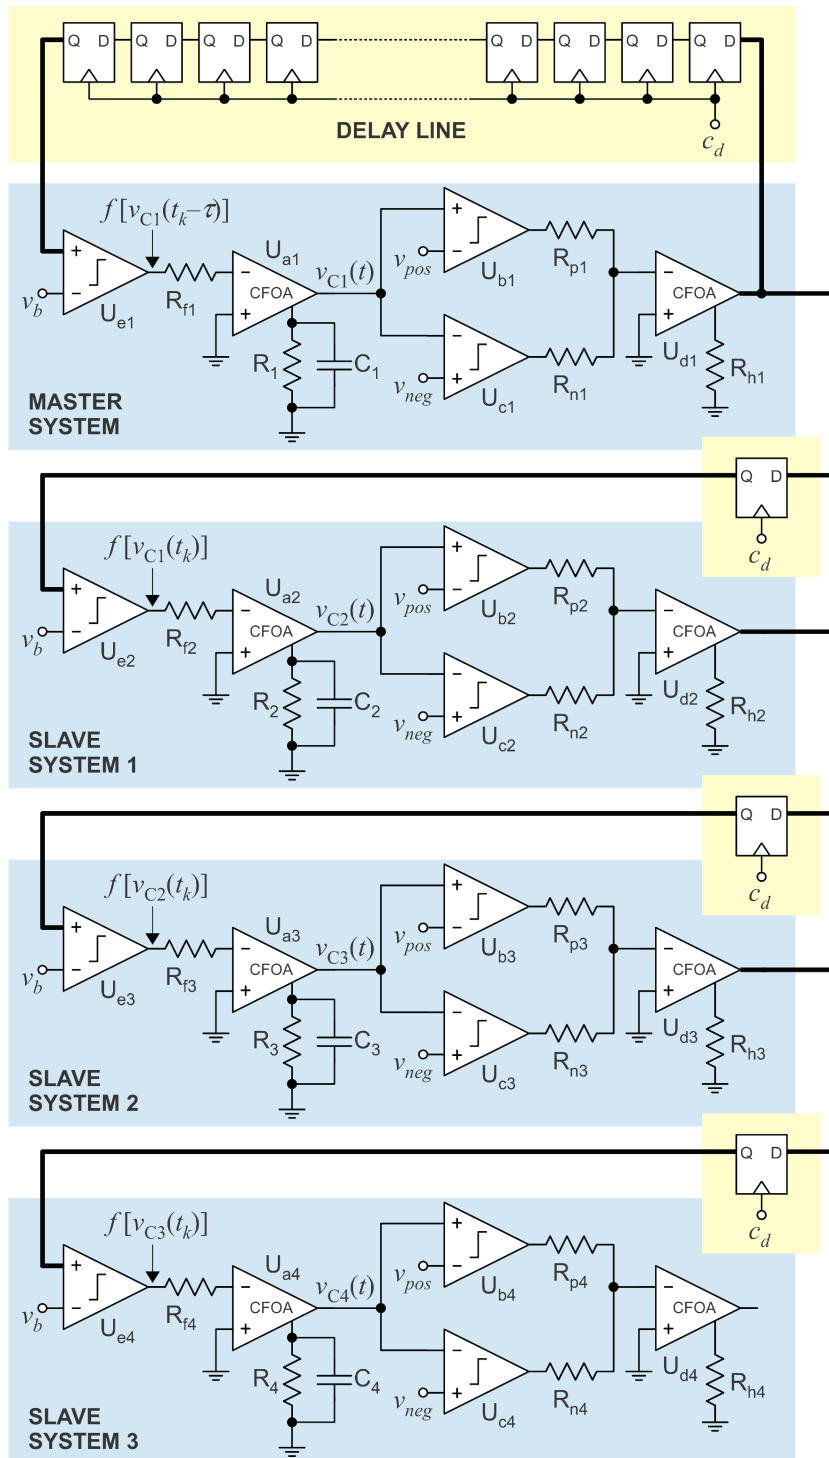 Q D Q D Q D Q D Q D Q D Q D Q D
DELAY LINE
c_d
f [v_C1(t_k–τ)]
+
−
v_b
U_e1
R_f1
U_a1
−
CFOA
+
R_1
C_1
v_C1(t)
+
v_pos
−
U_b1
R_p1
−
v_neg
+
U_c1
R_n1
−
CFOA
+
U_d1
R_h1
MASTER
SYSTEM
Q D
c_d
f [v_C1(t_k)]
+
−
v_b
U_e2
R_f2
U_a2
−
CFOA
+
R_2
C_2
v_C2(t)
+
v_pos
−
U_b2
R_p2
−
v_neg
+
U_c2
R_n2
−
CFOA
+
U_d2
R_h2
SLAVE
SYSTEM 1
Q D
c_d
f [v_C2(t_k)]
+
−
v_b
U_e3
R_f3
U_a3
−
CFOA
+
R_3
C_3
v_C3(t)
+
v_pos
−
U_b3
R_p3
−
v_neg
+
U_c3
R_n3
−
CFOA
+
U_d3
R_h3
SLAVE
SYSTEM 2
Q D
c_d
f [v_C3(t_k)]
+
−
v_b
U_e4
R_f4
U_a4
−
CFOA
+
R_4
C_4
v_C4(t)
+
v_pos
−
U_b4
R_p4
−
v_neg
+
U_c4
R_n4
−
CFOA
+
U_d4
R_h4
SLAVE
SYSTEM 3